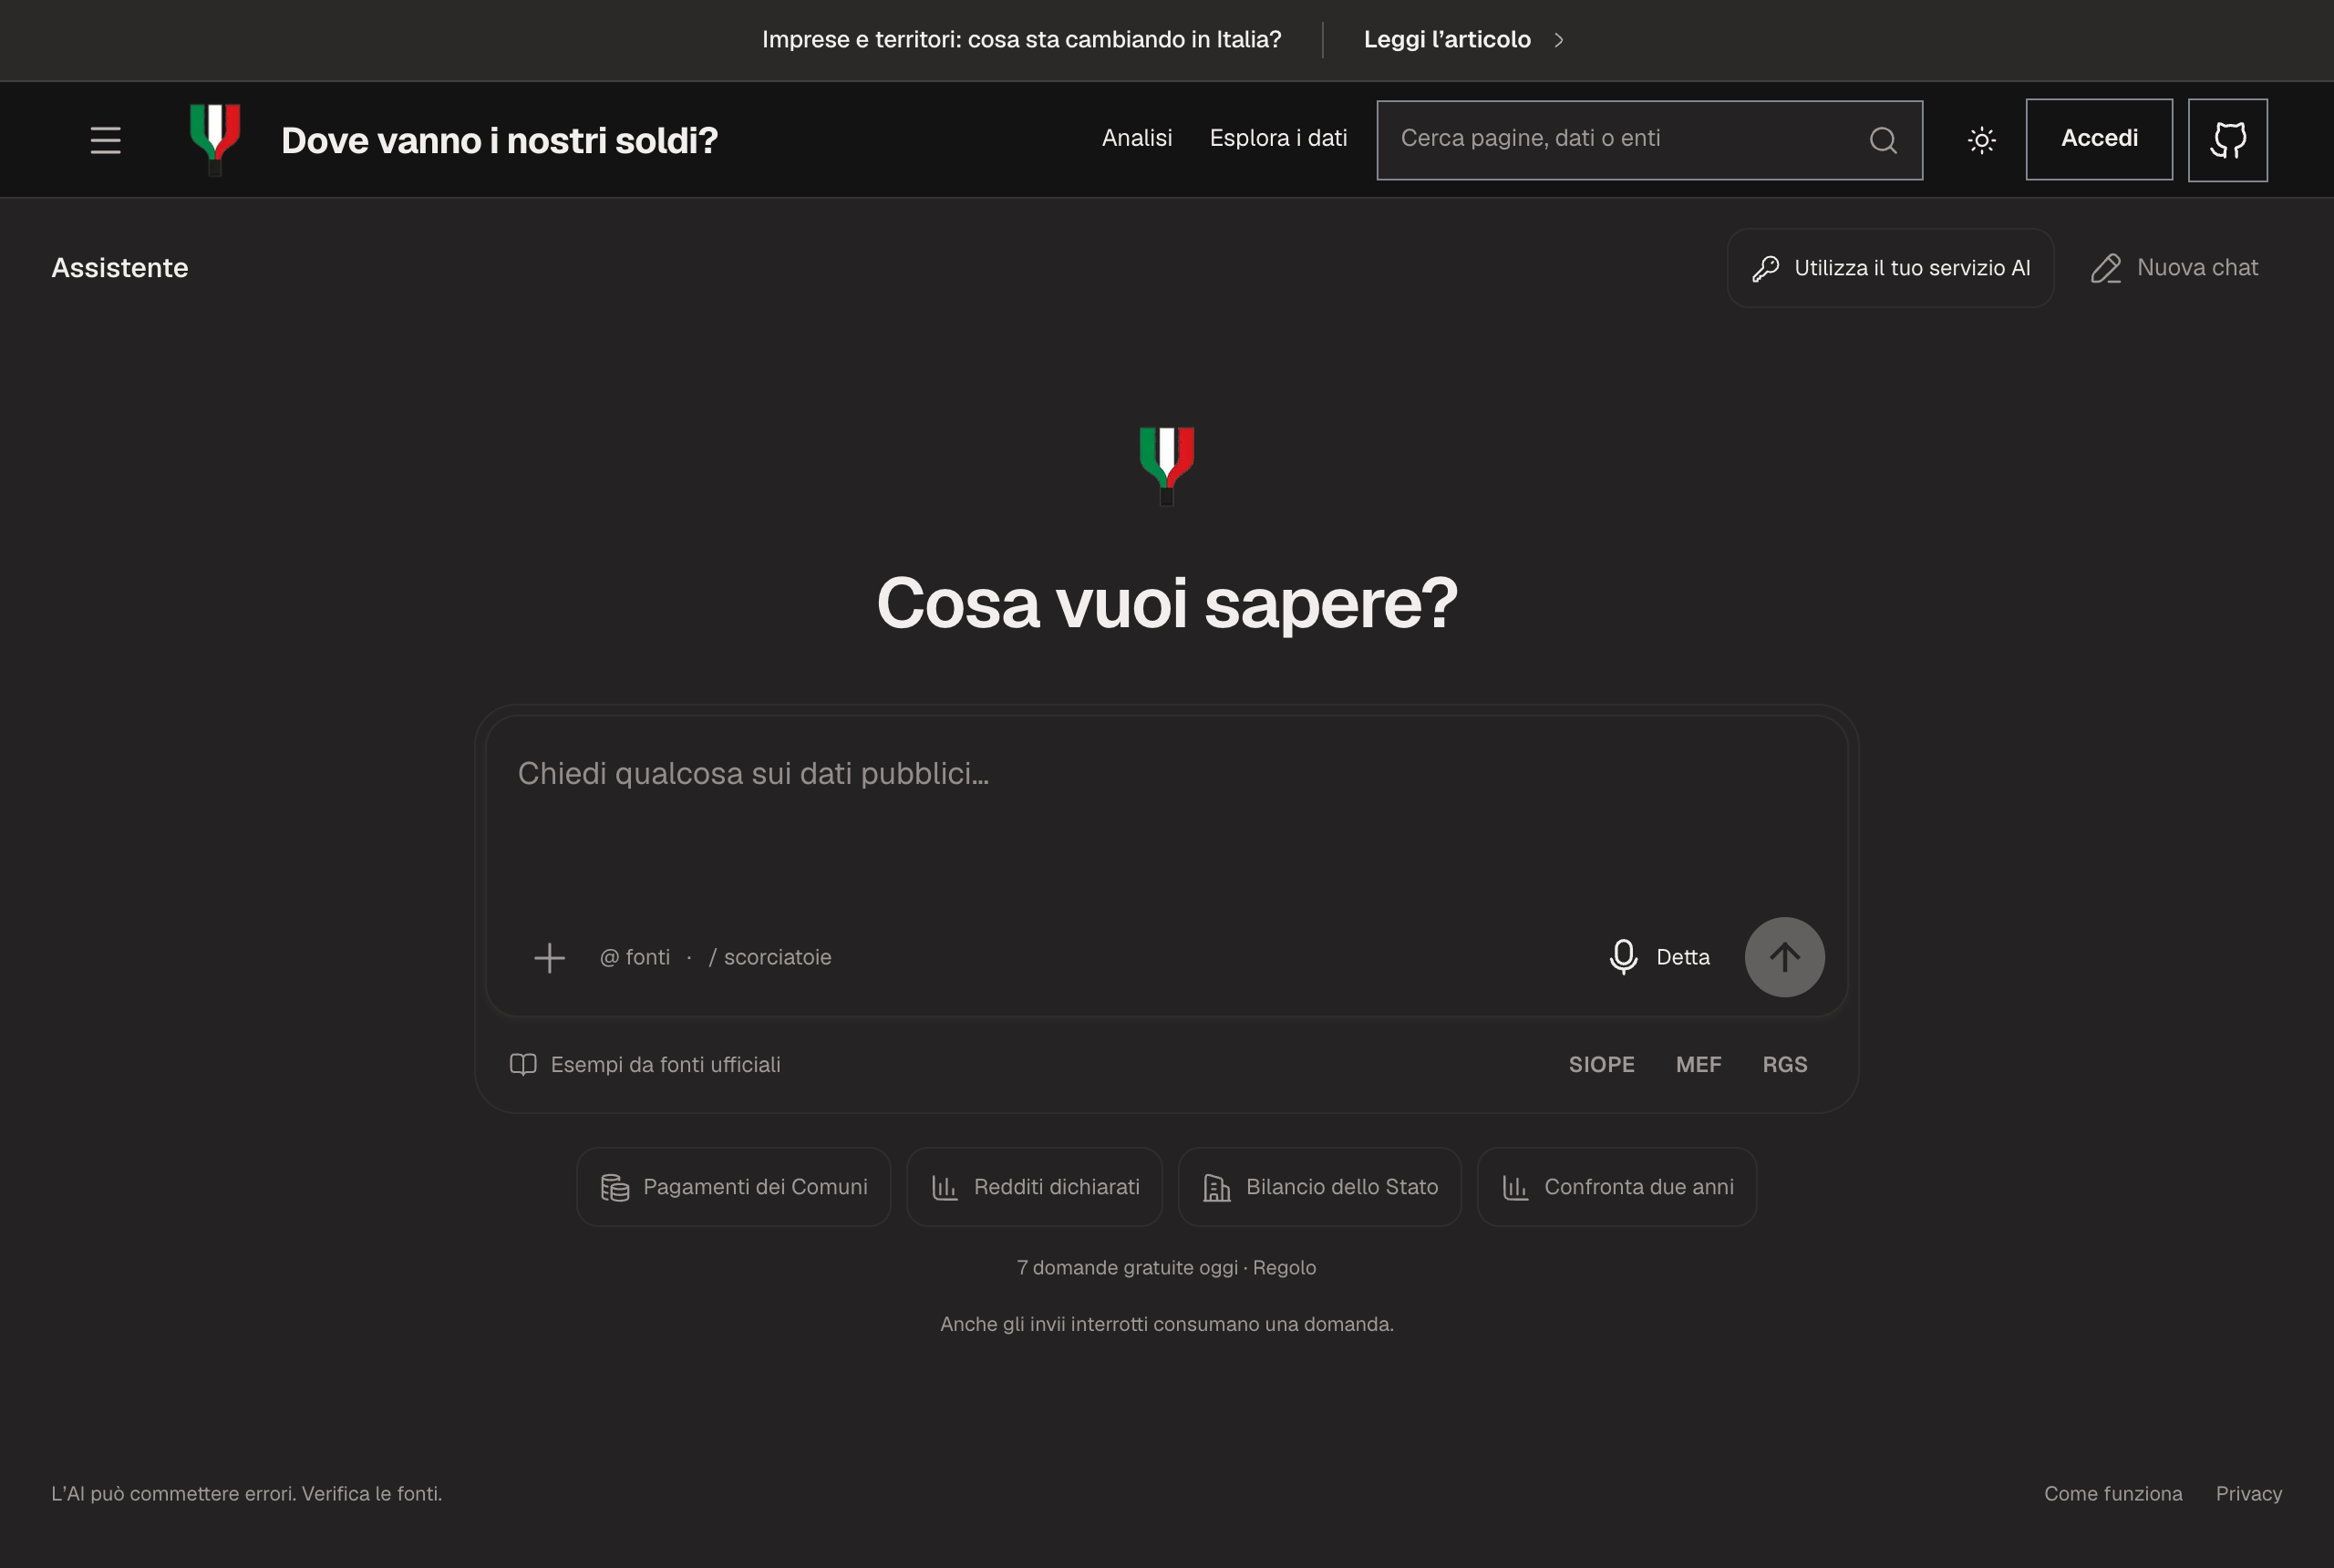 Imprese e territori: cosa sta cambiando in Italia? Leggi l’articolo
Dove vanno i nostri soldi? Analisi Esplora i dati Cerca pagine, dati o enti Accedi
Assistente Utilizza il tuo servizio AI Nuova chat
Cosa vuoi sapere?
Chiedi qualcosa sui dati pubblici…
@ fonti · / scorciatoie Detta
Esempi da fonti ufficiali SIOPE MEF RGS
Pagamenti dei Comuni Redditi dichiarati Bilancio dello Stato Confronta due anni
7 domande gratuite oggi · Regolo
Anche gli invii interrotti consumano una domanda.
L’AI può commettere errori. Verifica le fonti. Come funziona Privacy